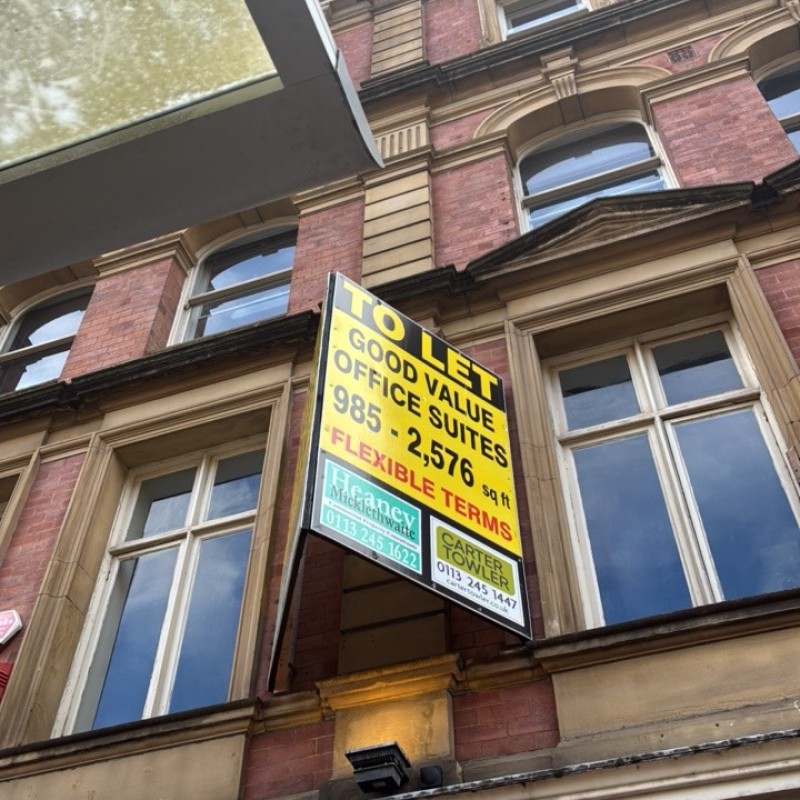 TO LET
GOOD VALUE
OFFICE SUITES
985 - 2,576 sq ft
FLEXIBLE TERMS
Heaney
Micklethwaite
0113 245 1622
CARTER
TOWLER
0113 245 1447
cartertowler.co.uk